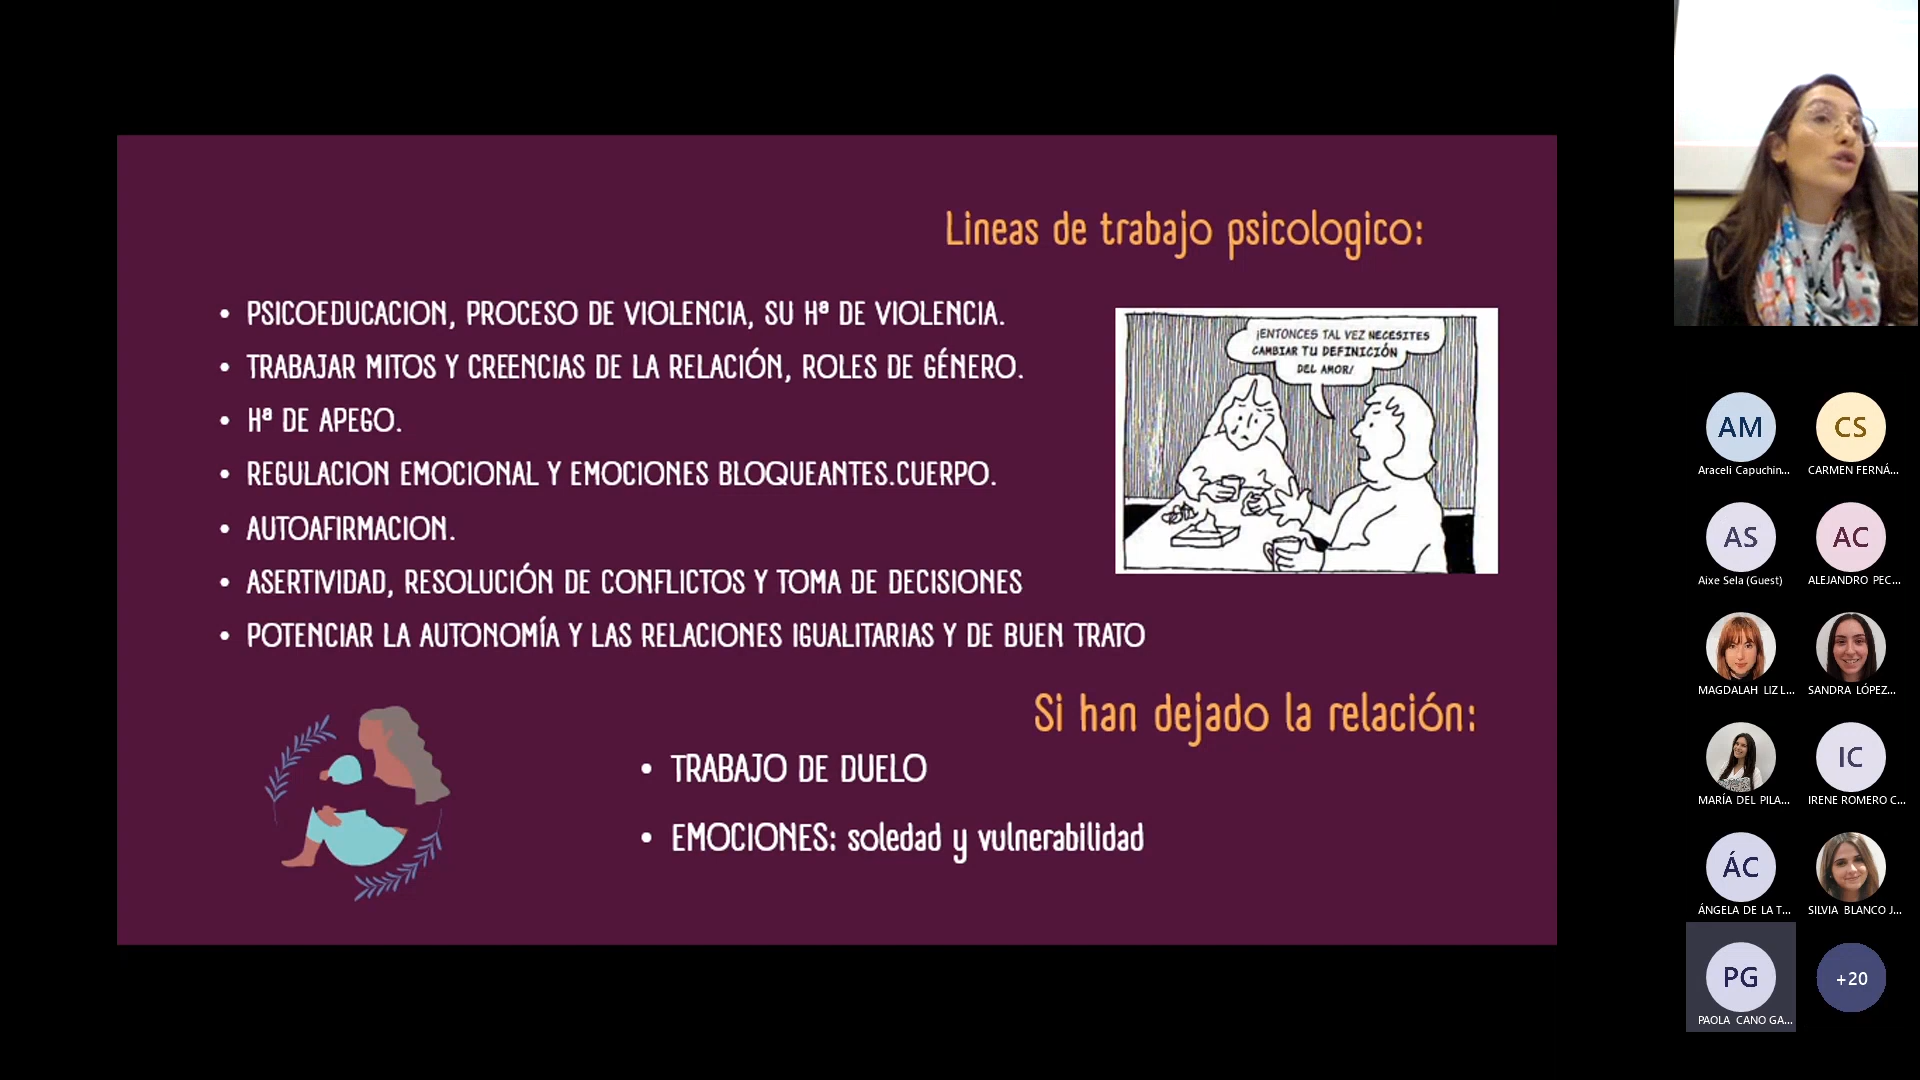 Lineas de trabajo psicologico:
• PSICOEDUCACION, PROCESO DE VIOLENCIA, SU Hª DE VIOLENCIA.
• TRABAJAR MITOS Y CREENCIAS DE LA RELACIÓN, ROLES DE GÉNERO.
• Hª DE APEGO.
• REGULACION EMOCIONAL Y EMOCIONES BLOQUEANTES.CUERPO.
• AUTOAFIRMACION.
• ASERTIVIDAD, RESOLUCIÓN DE CONFLICTOS Y TOMA DE DECISIONES
• POTENCIAR LA AUTONOMÍA Y LAS RELACIONES IGUALITARIAS Y DE BUEN TRATO
¡ENTONCES TAL VEZ NECESITES
CAMBIAR TU DEFINICIÓN
DEL AMOR!
Si han dejado la relación:
• TRABAJO DE DUELO
• EMOCIONES: soledad y vulnerabilidad
AM
Araceli Capuchin...
CS
CARMEN FERNÁ...
AS
Aixe Sela (Guest)
AC
ALEJANDRO PEC...
MAGDALAH LIZ L...
SANDRA LÓPEZ...
MARÍA DEL PILA...
IC
IRENE ROMERO C...
ÁC
ÁNGELA DE LA T...
SILVIA BLANCO J...
PG
PAOLA CANO GA...
+20